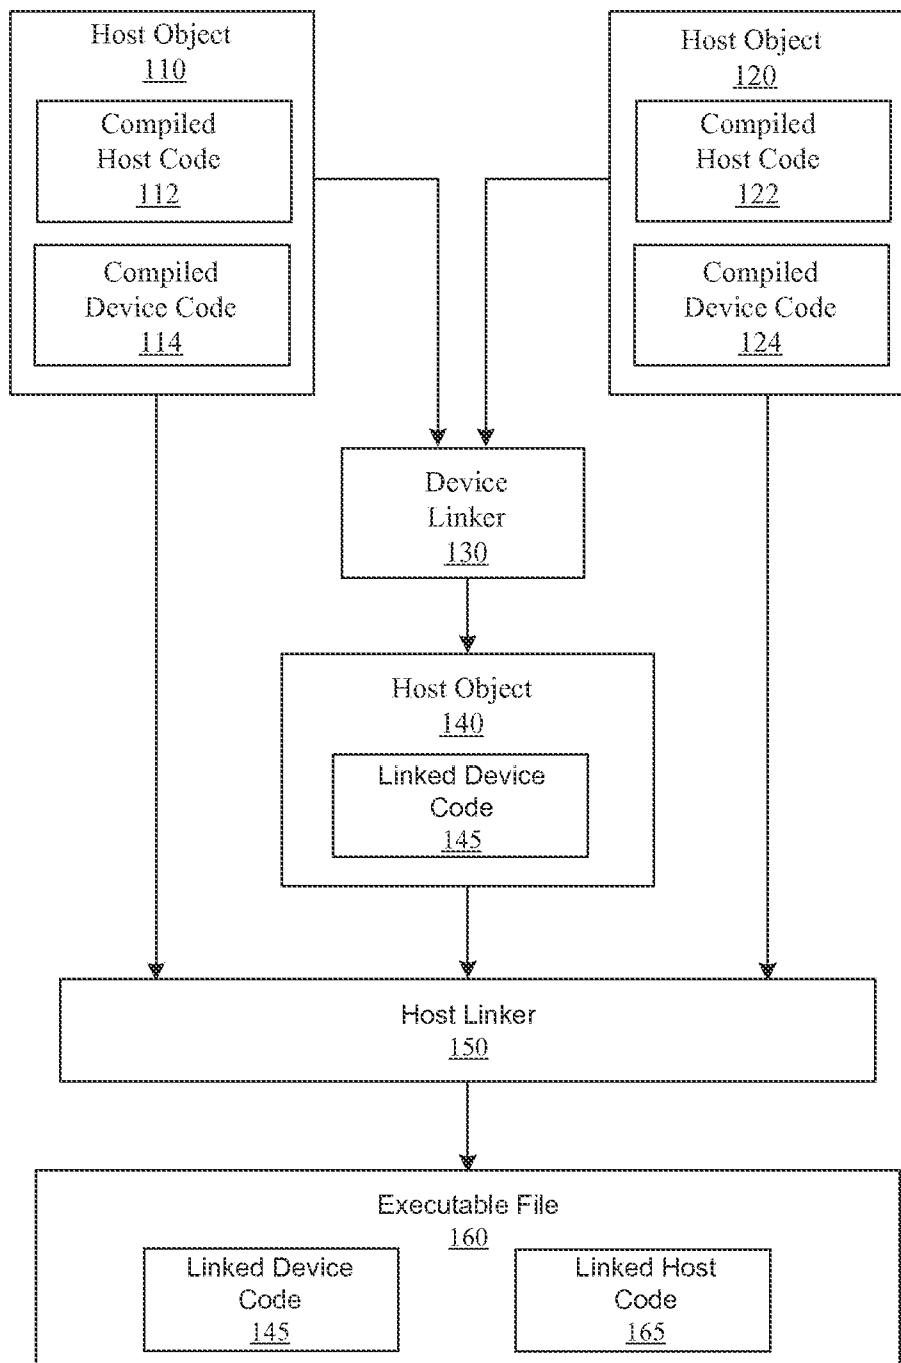 Host Object
110
Compiled
Host Code
112
Compiled
Device Code
114
Host Object
120
Compiled
Host Code
122
Compiled
Device Code
124
Device
Linker
130
Host Object
140
Linked Device
Code
145
Host Linker
150
Executable File
160
Linked Device
Code
145
Linked Host
Code
165